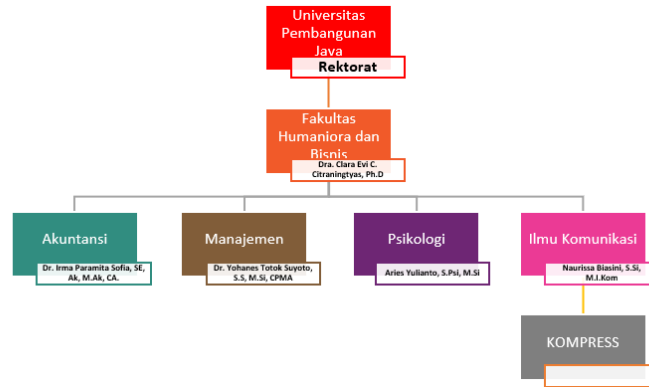 Universitas
Pembangunan
Java
Rektorat
Fakultas
Humaniora dan
Bisnis
Dra. Clara Evi C.
Citraningtyas, Ph.D
Akuntansi
Dr. Irma Paramita Sofia, SE,
Ak, M.Ak, CA.
Manajemen
Dr. Yohanes Totok Suyoto,
S.S, M.Si, CPMA
Psikologi
Aries Yulianto, S.Psi, M.Si
Ilmu Komunikasi
Naurissa Biasini, S.Si,
M.I.Kom
KOMPRESS